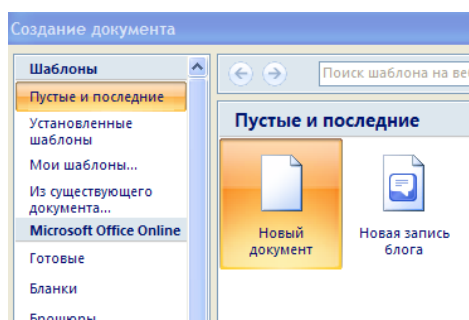 Создание документа
Шаблоны
Пустые и последние
Установленные
шаблоны
Мои шаблоны...
Из существующего
документа...
Microsoft Office Online
Готовые
Бланки
Брошюры
Поиск шаблона на ве
Пустые и последние
Новый
документ
Новая запись
блога